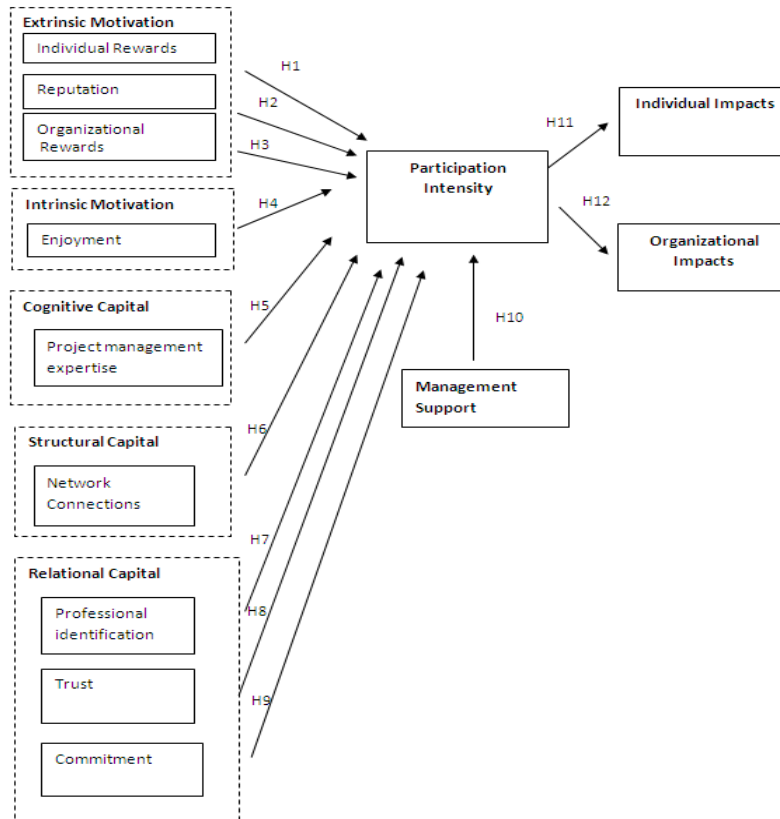 Extrinsic Motivation
Individual Rewards
Reputation
Organizational
Rewards
Intrinsic Motivation
Enjoyment
Cognitive Capital
Project management
expertise
Structural Capital
Network
Connections
Relational Capital
Professional
identification
Trust
Commitment
H1
H2
H3
H4
H5
H6
H7
H8
H9
Participation
Intensity
H10
Management
Support
H11
H12
Individual Impacts
Organizational
Impacts